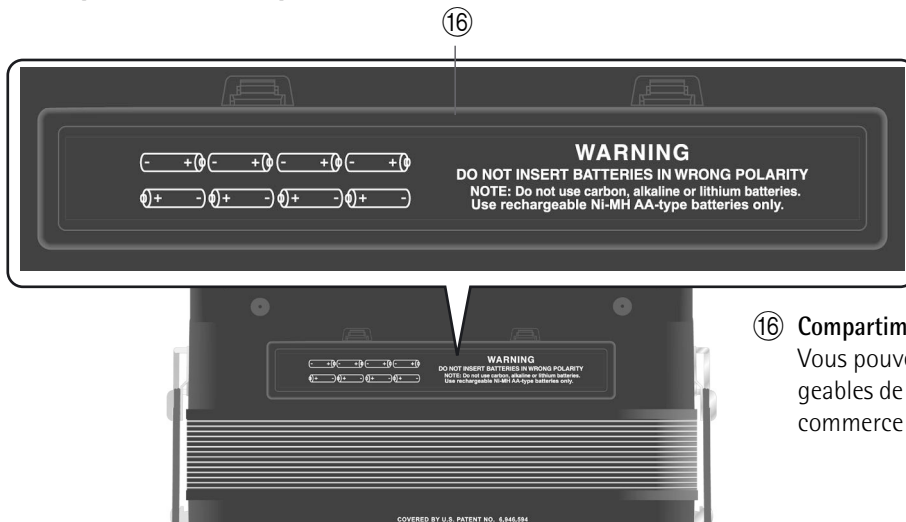 16
WARNING
DO NOT INSERT BATTERIES IN WRONG POLARITY
NOTE: Do not use carbon, alkaline or lithium batteries.
Use rechargeable Ni-MH AA-type batteries only.
- + - + - + - +
+ - + - + - + -
WARNING
DO NOT INSERT BATTERIES IN WRONG POLARITY
NOTE: Do not use carbon, alkaline or lithium batteries.
Use rechargeable Ni-MH AA-type batteries only.
- + - + - + - +
+ - + - + - + -
COVERED BY U.S. PATENT NO. 6,946,594
16 Compartim
Vous pouve
geables de
commerce